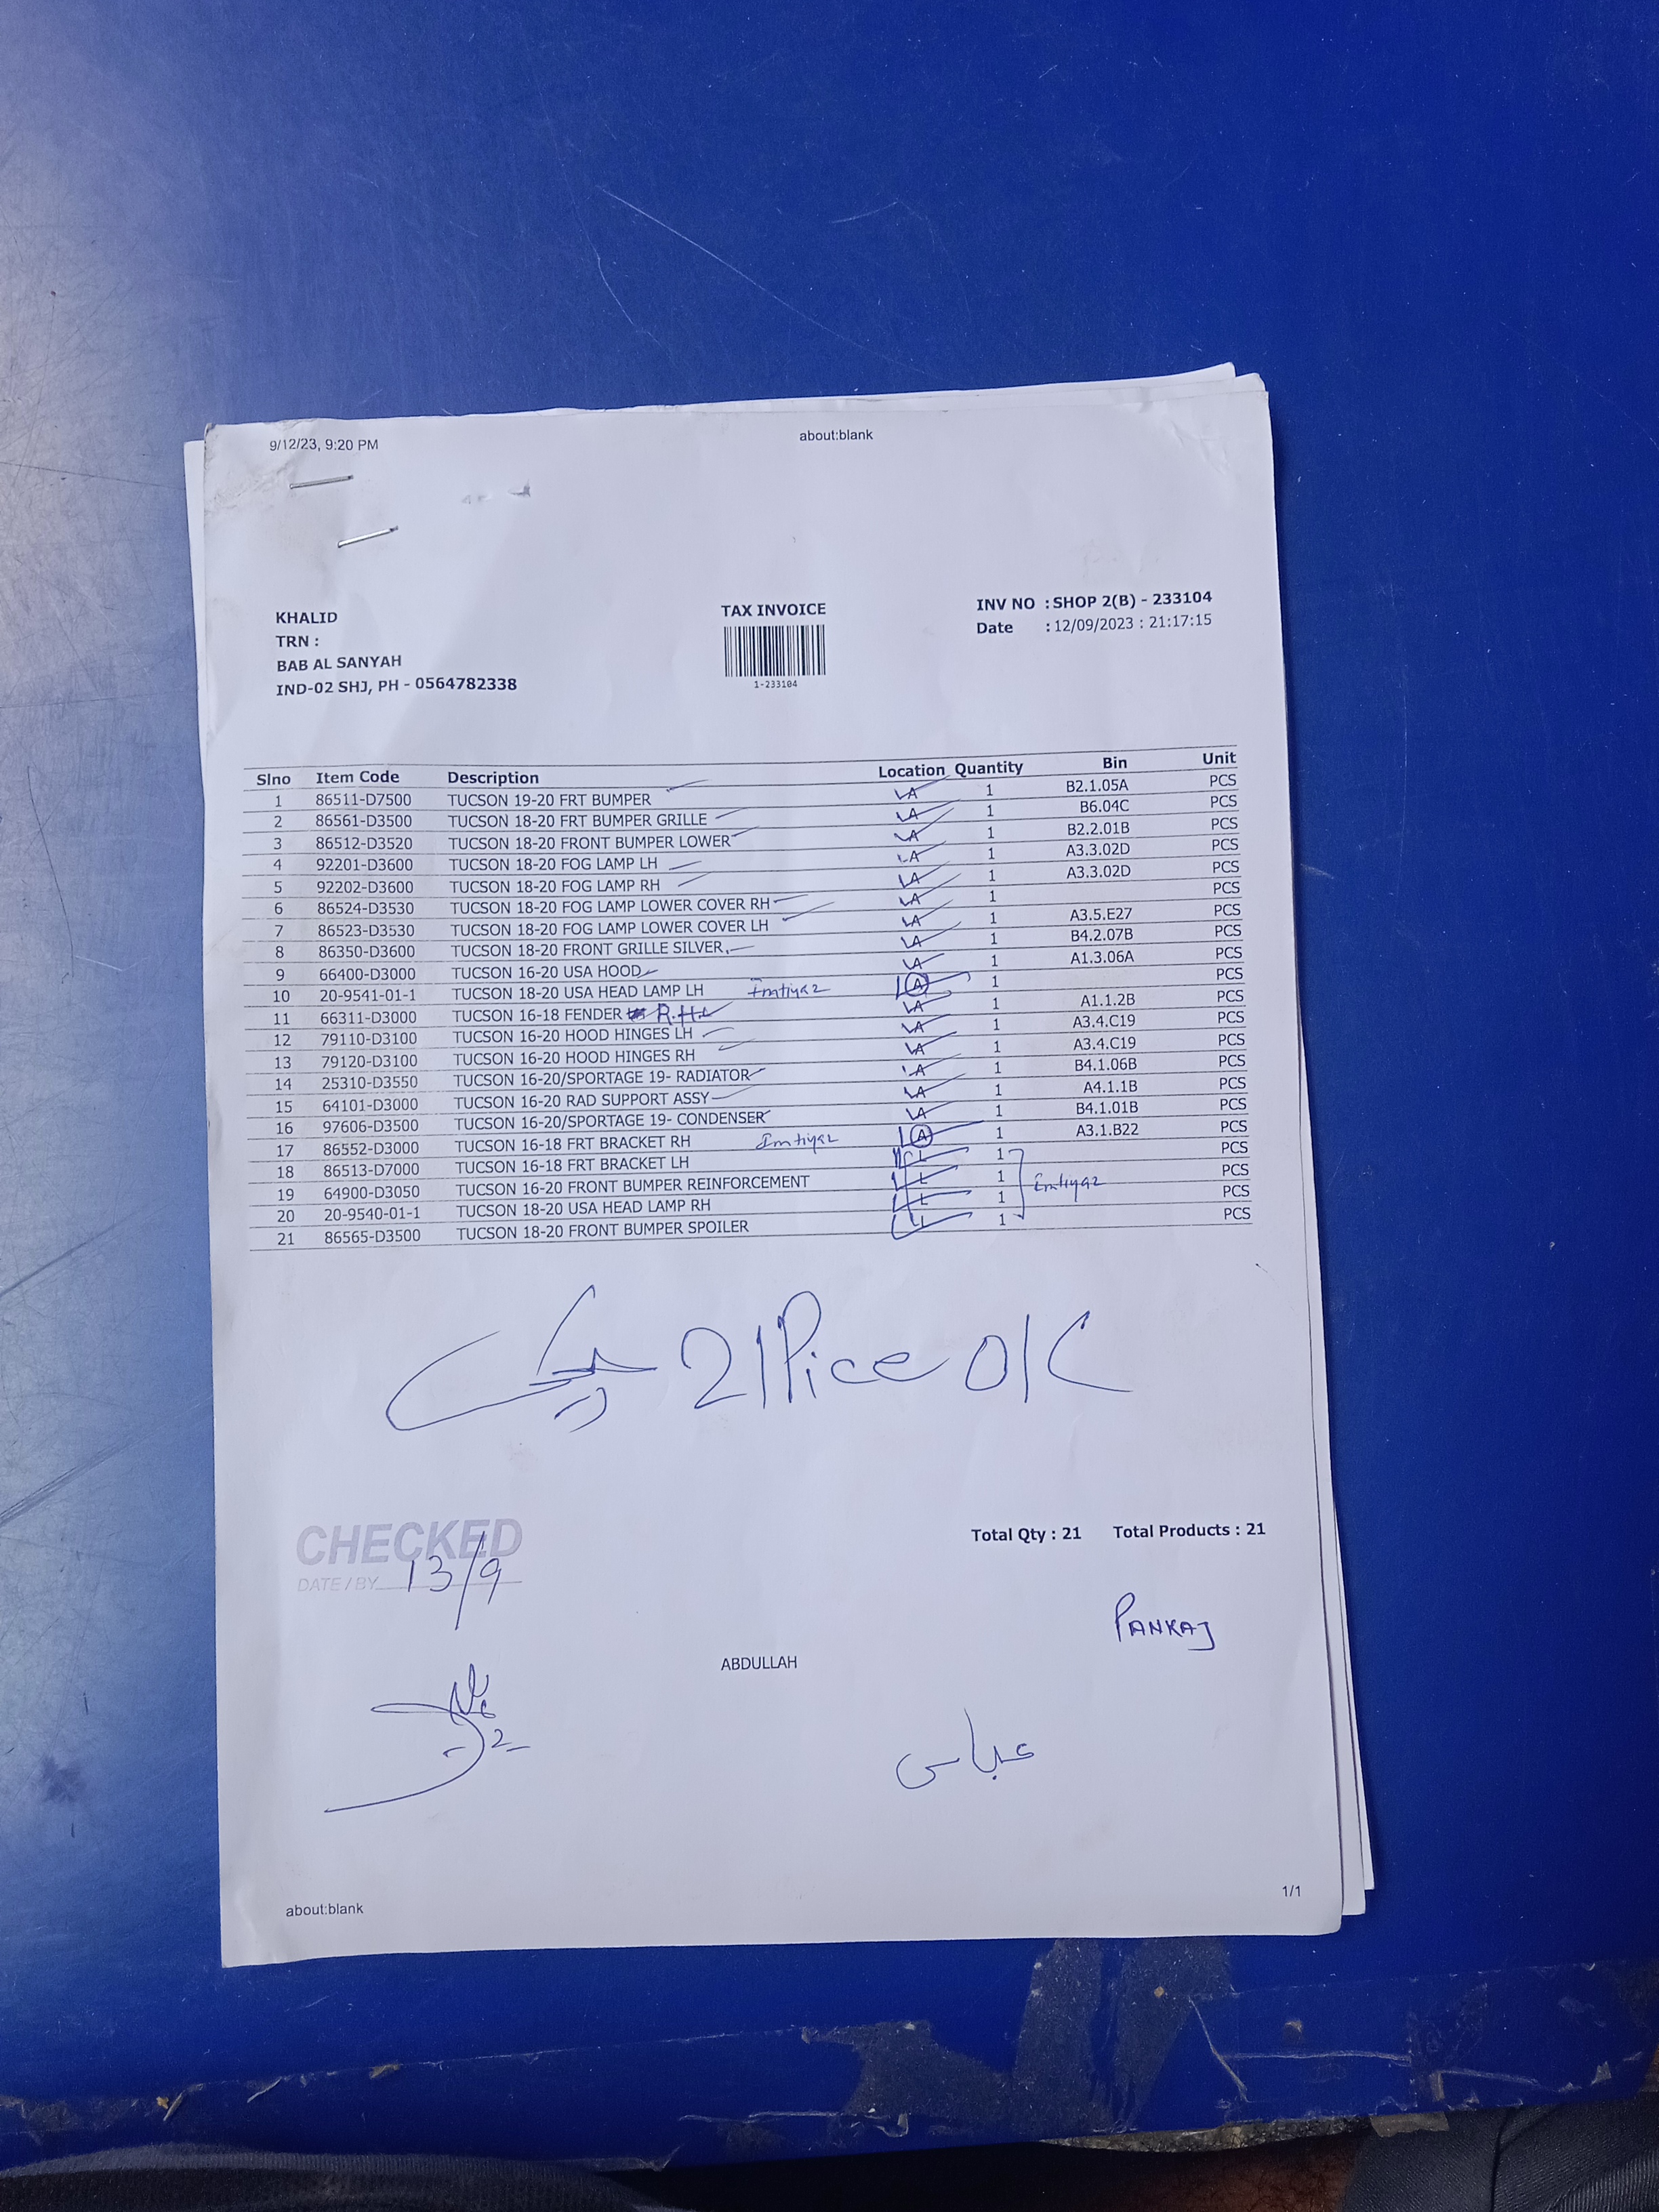 9/12/23, 9:20 PM about:blank
KHALID
TRN :
BAB AL SANYAH
IND-02 SHJ, PH - 0564782338
TAX INVOICE
1-233104
INV NO : SHOP 2(B) - 233104
Date : 12/09/2023 : 21:17:15
Slno Item Code Description Location Quantity Bin Unit
1 86511-D7500 TUCSON 19-20 FRT BUMPER A 1 B2.1.05A PCS
2 86561-D3500 TUCSON 18-20 FRT BUMPER GRILLE A 1 B6.04C PCS
3 86512-D3520 TUCSON 18-20 FRONT BUMPER LOWER A 1 B2.2.01B PCS
4 92201-D3600 TUCSON 18-20 FOG LAMP LH A 1 A3.3.02D PCS
5 92202-D3600 TUCSON 18-20 FOG LAMP RH A 1 A3.3.02D PCS
6 86524-D3530 TUCSON 18-20 FOG LAMP LOWER COVER RH A 1 PCS
7 86523-D3530 TUCSON 18-20 FOG LAMP LOWER COVER LH A 1 A3.5.E27 PCS
8 86350-D3600 TUCSON 18-20 FRONT GRILLE SILVER. A 1 B4.2.07B PCS
9 66400-D3000 TUCSON 16-20 USA HOOD A 1 A1.3.06A PCS
10 20-9541-01-1 TUCSON 18-20 USA HEAD LAMP LH Imtiyaz A 1 PCS
11 66311-D3000 TUCSON 16-18 FENDER R.H. A 1 A1.1.2B PCS
12 79110-D3100 TUCSON 16-20 HOOD HINGES LH A 1 A3.4.C19 PCS
13 79120-D3100 TUCSON 16-20 HOOD HINGES RH A 1 A3.4.C19 PCS
14 25310-D3550 TUCSON 16-20/SPORTAGE 19- RADIATOR A 1 B4.1.06B PCS
15 64101-D3000 TUCSON 16-20 RAD SUPPORT ASSY A 1 A4.1.1B PCS
16 97606-D3500 TUCSON 16-20/SPORTAGE 19- CONDENSER A 1 B4.1.01B PCS
17 86552-D3000 TUCSON 16-18 FRT BRACKET RH Imtiyaz A 1 A3.1.B22 PCS
18 86513-D7000 TUCSON 16-18 FRT BRACKET LH L 1 PCS
19 64900-D3050 TUCSON 16-20 FRONT BUMPER REINFORCEMENT L 1 Imtiyaz PCS
20 20-9540-01-1 TUCSON 18-20 USA HEAD LAMP RH L 1 PCS
21 86565-D3500 TUCSON 18-20 FRONT BUMPER SPOILER L 1 PCS
چیک 21 Pice OK
CHECKED
DATE / BY 13/9
Total Qty : 21 Total Products : 21
PANKAJ
ABDULLAH
عباس
about:blank 1/1